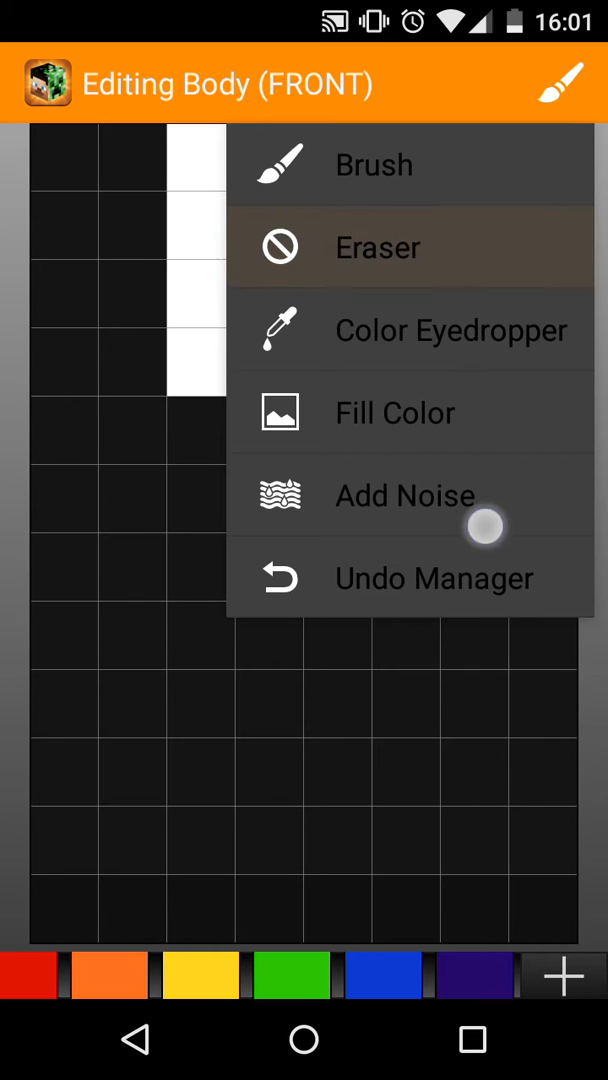 16:01
Editing Body (FRONT)
Brush
Eraser
Color Eyedropper
Fill Color
Add Noise
Undo Manager